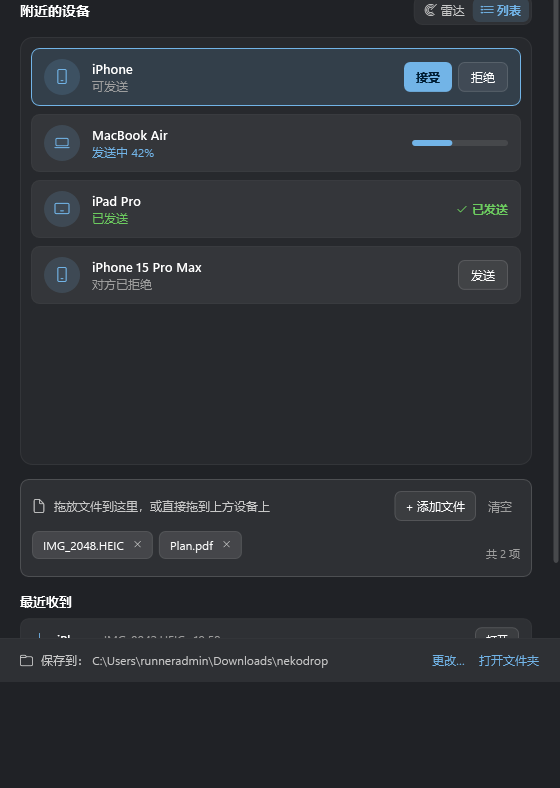 附近的设备
雷达
列表
iPhone
可发送
接受
拒绝
MacBook Air
发送中 42%
iPad Pro
已发送
已发送
iPhone 15 Pro Max
对方已拒绝
发送
拖放文件到这里，或直接拖到上方设备上
+ 添加文件
清空
IMG_2048.HEIC ×
Plan.pdf ×
共 2 项
最近收到
打开
保存到： C:\Users\runneradmin\Downloads\nekodrop
更改...
打开文件夹